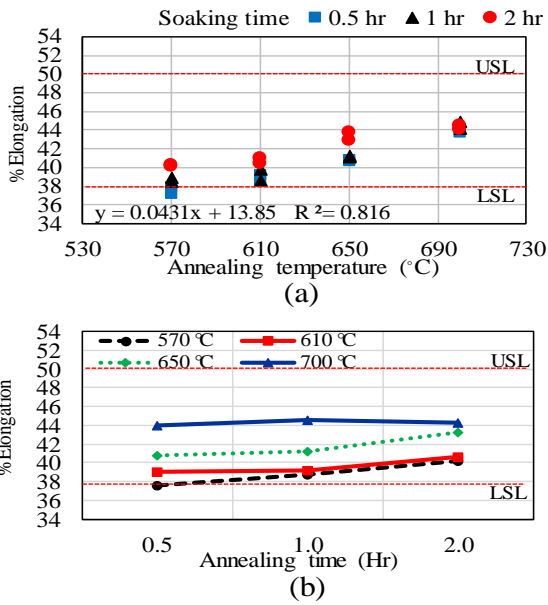 Soaking time 0.5 hr 1 hr 2 hr
54
52
50
48
46
44
42
40
38
36
34
USL
LSL
% Elongation
y = 0.0431x + 13.85 R ²= 0.816
530 570 610 650 690 730
Annealing temperature (°C)
(a)
54
52
50
48
46
44
42
40
38
36
34
570 ℃ 610 ℃
650 ℃ 700 ℃
USL
LSL
% Elongation
0.5 1.0 2.0
Annealing time (Hr)
(b)